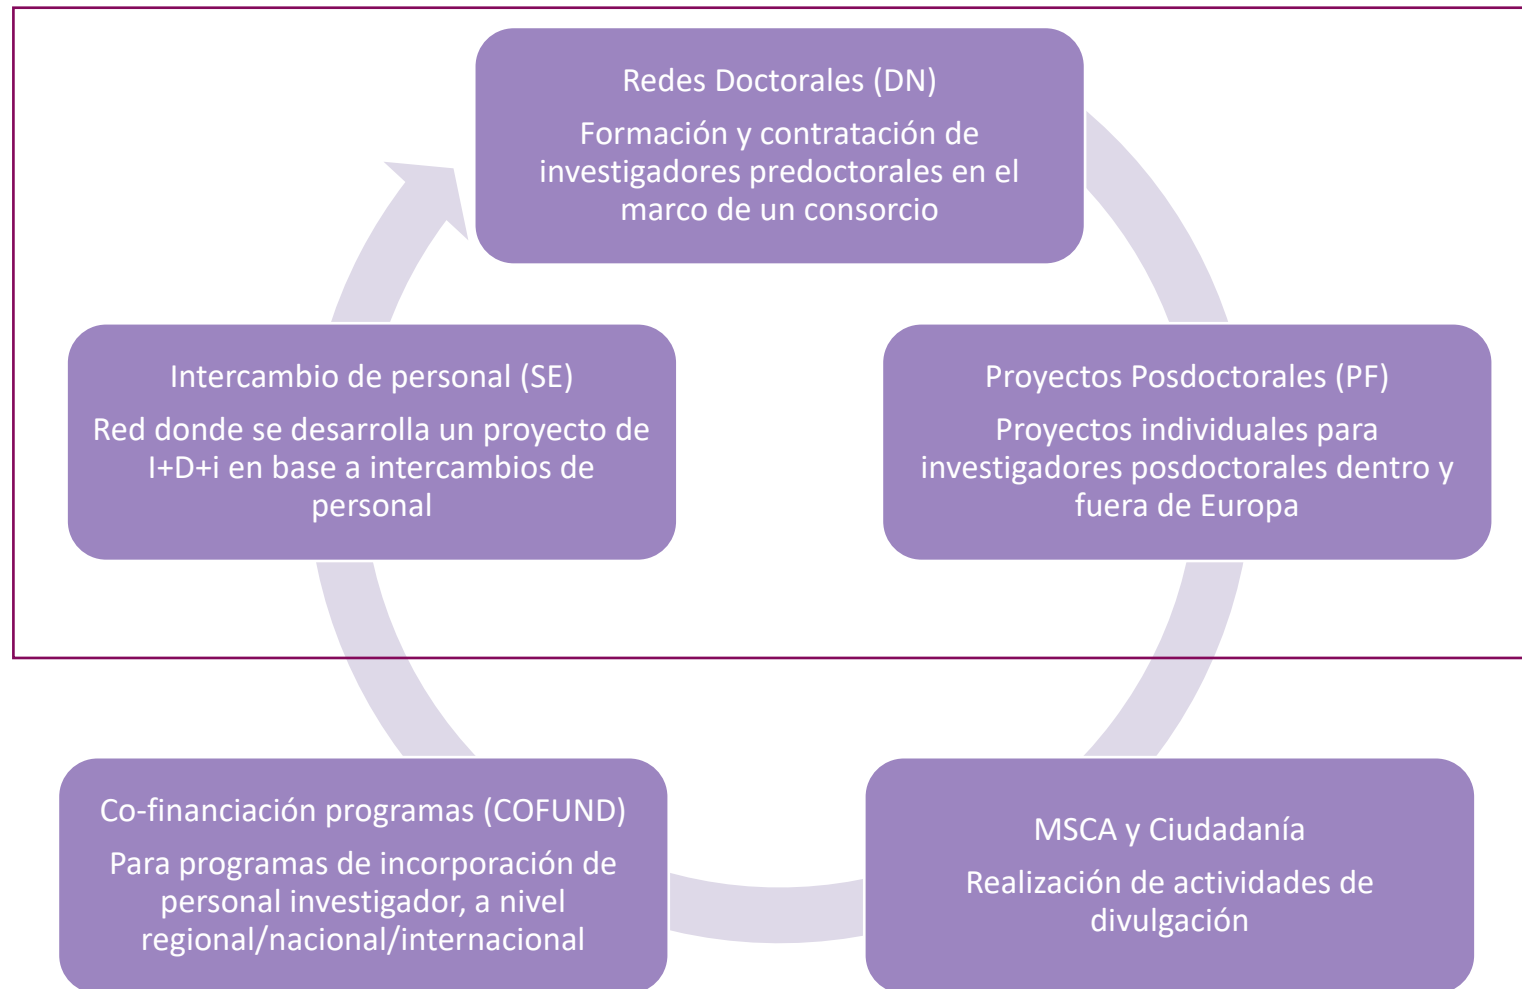 Redes Doctorales (DN)
Formación y contratación de
investigadores predoctorales en el
marco de un consorcio
Intercambio de personal (SE)
Red donde se desarrolla un proyecto de
I+D+i en base a intercambios de
personal
Proyectos Posdoctorales (PF)
Proyectos individuales para
investigadores posdoctorales dentro y
fuera de Europa
Co-financiación programas (COFUND)
Para programas de incorporación de
personal investigador, a nivel
regional/nacional/internacional
MSCA y Ciudadanía
Realización de actividades de
divulgación